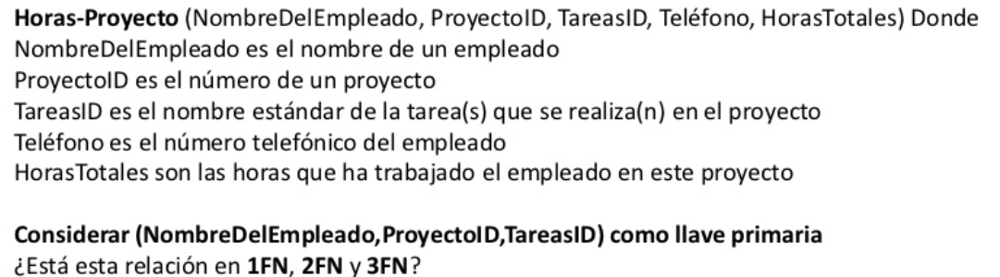 Horas-Proyecto (NombreDelEmpleado, ProyectoID, TareasID, Teléfono, HorasTotales) Donde
NombreDelEmpleado es el nombre de un empleado
ProyectoID es el número de un proyecto
TareasID es el nombre estándar de la tarea(s) que se realiza(n) en el proyecto
Teléfono es el número telefónico del empleado
HorasTotales son las horas que ha trabajado el empleado en este proyecto
Considerar (NombreDelEmpleado,ProyectoID,TareasID) como llave primaria
¿Está esta relación en 1FN, 2FN y 3FN?